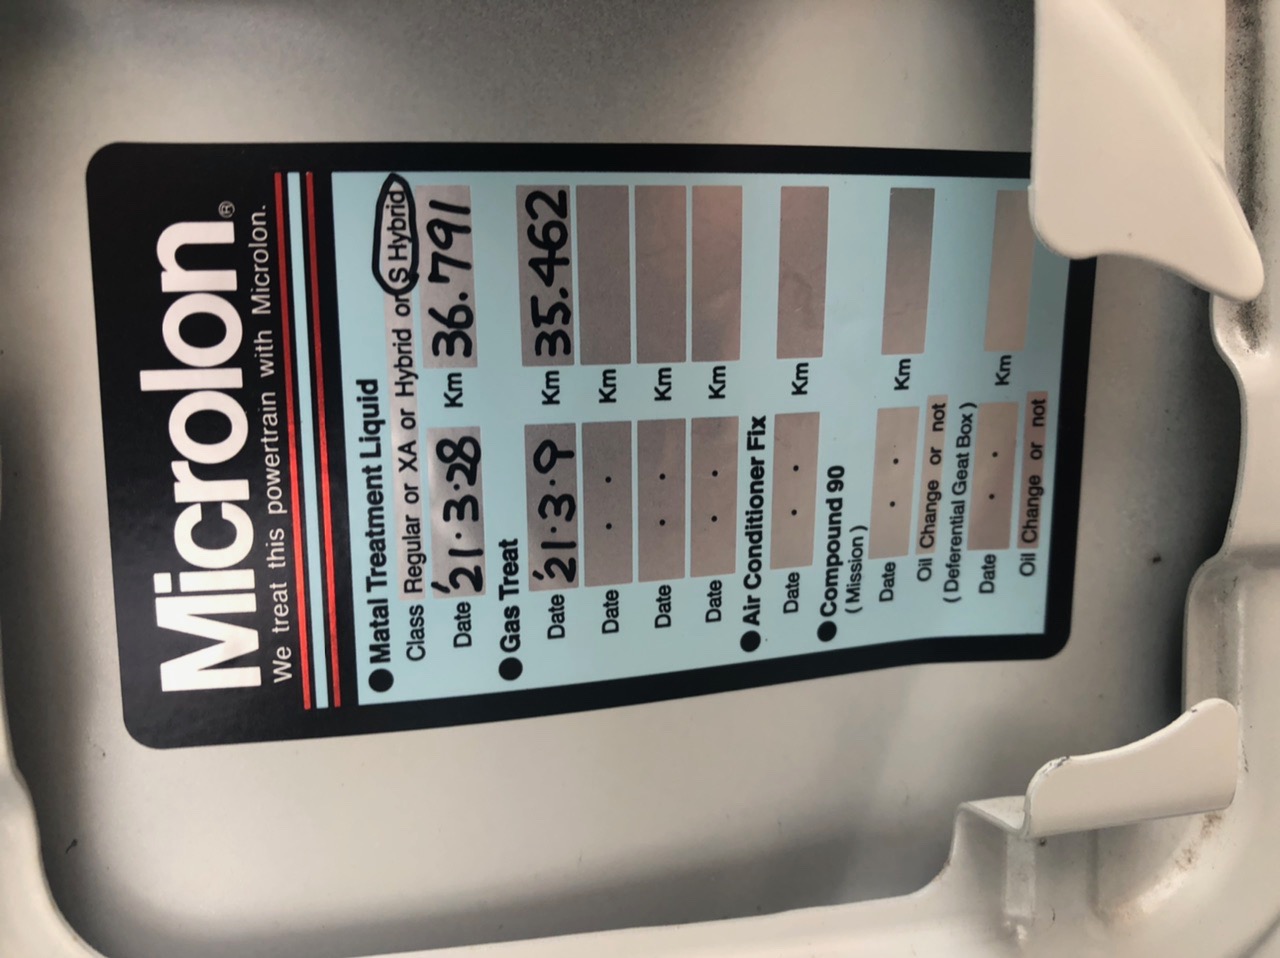 Microlon®
We treat this powertrain with Microlon.
● Matal Treatment Liquid
Class Regular or XA or Hybrid or S Hybrid
Date '21・3・28 Km 36.791
● Gas Treat
Date '21・3・9 Km 35.462
Date ・ ・ Km
Date ・ ・ Km
Date ・ ・ Km
● Air Conditioner Fix
Date ・ ・ Km
● Compound 90
( Mission )
Date ・ ・ Km
Oil Change or not
( Deferential Geat Box )
Date ・ ・ Km
Oil Change or not